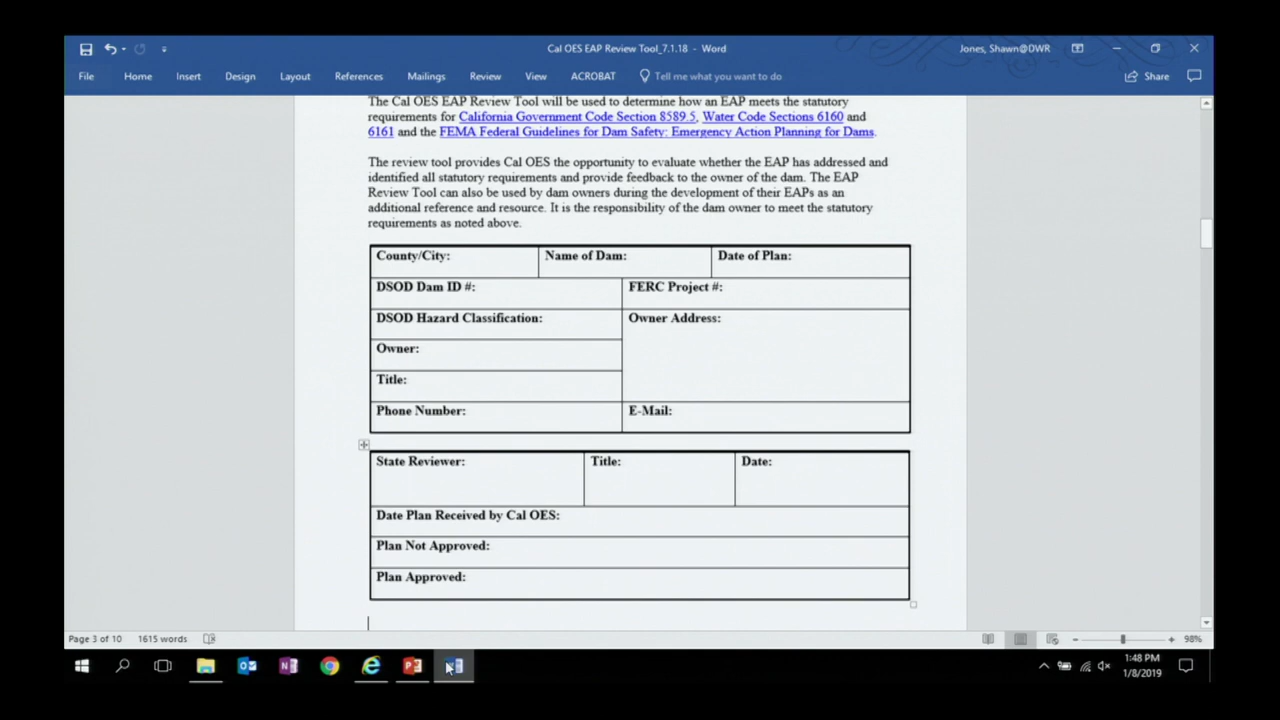 Cal OES EAP Review Tool_7.1.18 - Word
Jones, Shawn@DWR
File Home Insert Design Layout References Mailings Review View ACROBAT Tell me what you want to do Share
The Cal OES EAP Review Tool will be used to determine how an EAP meets the statutory
requirements for California Government Code Section 8589.5, Water Code Sections 6160 and
6161 and the FEMA Federal Guidelines for Dam Safety: Emergency Action Planning for Dams.
The review tool provides Cal OES the opportunity to evaluate whether the EAP has addressed and
identified all statutory requirements and provide feedback to the owner of the dam. The EAP
Review Tool can also be used by dam owners during the development of their EAPs as an
additional reference and resource. It is the responsibility of the dam owner to meet the statutory
requirements as noted above.
County/City: Name of Dam: Date of Plan:
DSOD Dam ID #: FERC Project #:
DSOD Hazard Classification: Owner Address:
Owner:
Title:
Phone Number: E-Mail:
State Reviewer: Title: Date:
Date Plan Received by Cal OES:
Plan Not Approved:
Plan Approved:
Page 3 of 10 1615 words 98%
1:48 PM
1/8/2019